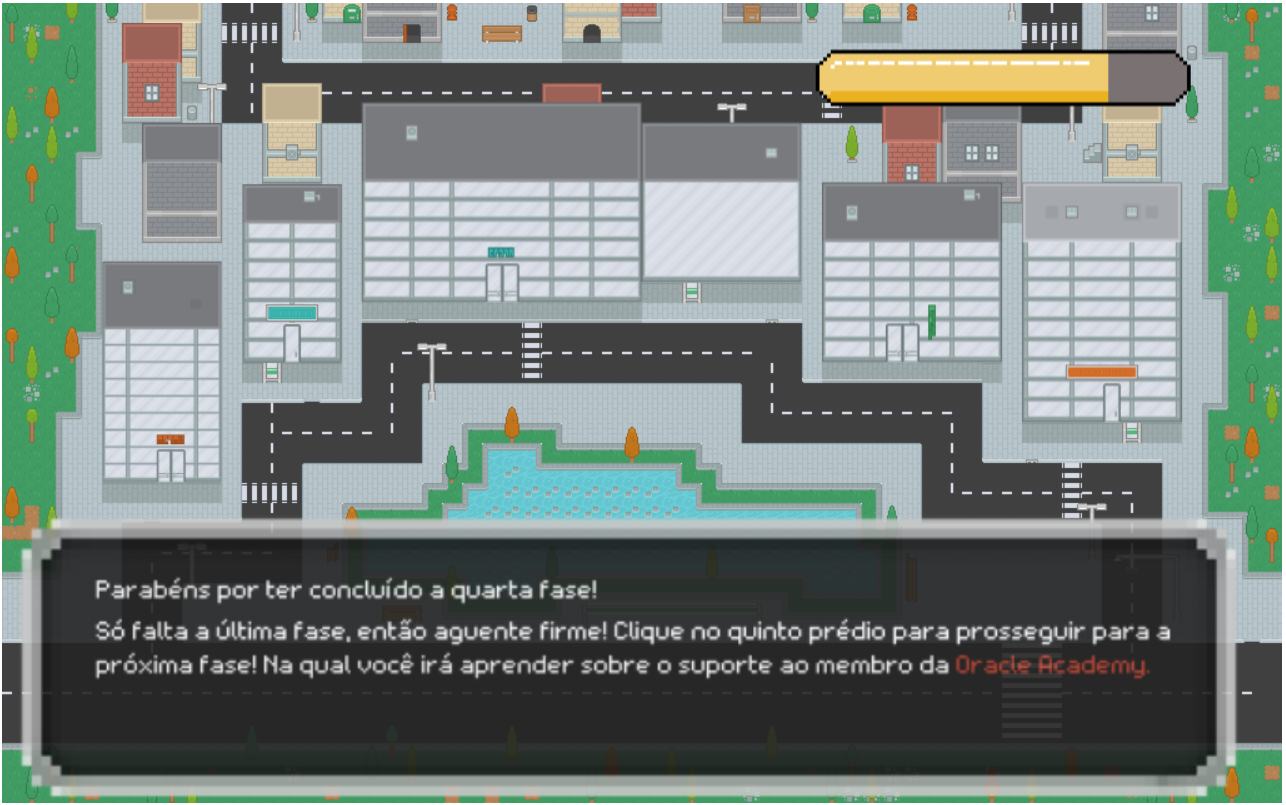 Parabéns por ter concluído a quarta fase!
Só falta a última fase, então aguente firme! Clique no quinto prédio para prosseguir para a
próxima fase! Na qual você irá aprender sobre o suporte ao membro da Oracle Academy.